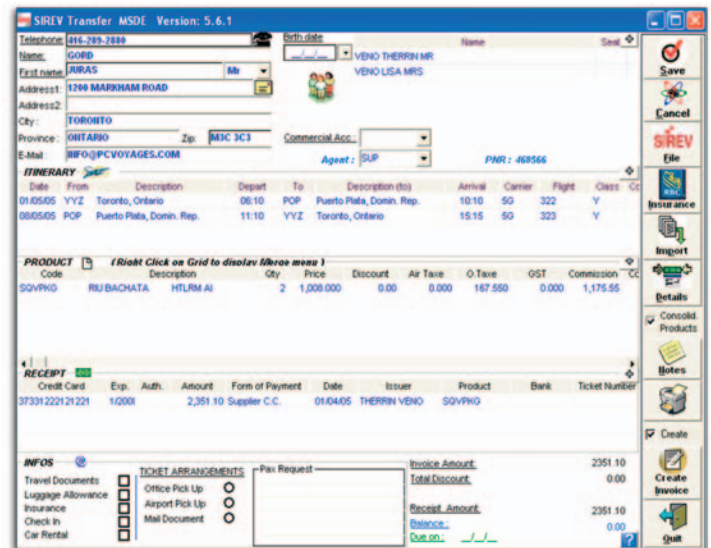 SIREV Transfer MSDE Version: 5.6.1
Telephone: 416-289-2880
Birth date
Name
Seat
Name: GORD
__/__/__
VENO THERRIN MR
First name: JURAS Mr
VENO LISA MRS
Address1: 1200 MARKHAM ROAD
Address2
City: TORONTO
Province: ONTARIO Zip: M3C 3C3
Commercial Acc.:
E-Mail: INFO@PCVOYAGES.COM
Agent: SUP
PNR: 468566
ITINERARY
Date From Description Depart To Description (to) Arrival Carrier Flight Class Cc
01/05/05 YYZ Toronto, Ontario 06:10 POP Puerto Plata, Domin. Rep. 10:10 5G 322 Y
08/05/05 POP Puerto Plata, Domin. Rep. 11:10 YYZ Toronto, Ontario 15:15 5G 323 Y
PRODUCT (Right Click on Grid to display Merge menu)
Code Description Qty Price Discount Air Taxe O.Taxe GST Commission Cc
SQVPKG RIU BACHATA HTLRM AI 2 1,008.000 0.00 0.000 167.550 0.000 1,175.55
RECEIPT
Credit Card Exp. Auth. Amount Form of Payment Date Issuer Product Bank Ticket Number
37331222121221 1/200 2,351.10 Supplier C.C. 01/04/05 THERRIN VENO SQVPKG
INFOS
Travel Documents
Luggage Allowance
Insurance
Check In
Car Rental
TICKET ARRANGEMENTS
Office Pick Up
Airport Pick Up
Mail Document
Pax Request
Invoice Amount: 2351.10
Total Discount: 0.00
Receipt Amount: 2351.10
Balance: 0.00
Due on: __/__/__
?
Save
Cancel
SIREV
File
RBC
Insurance
Import
Details
Consolid.
Products
Notes
Create
Create
Invoice
Quit